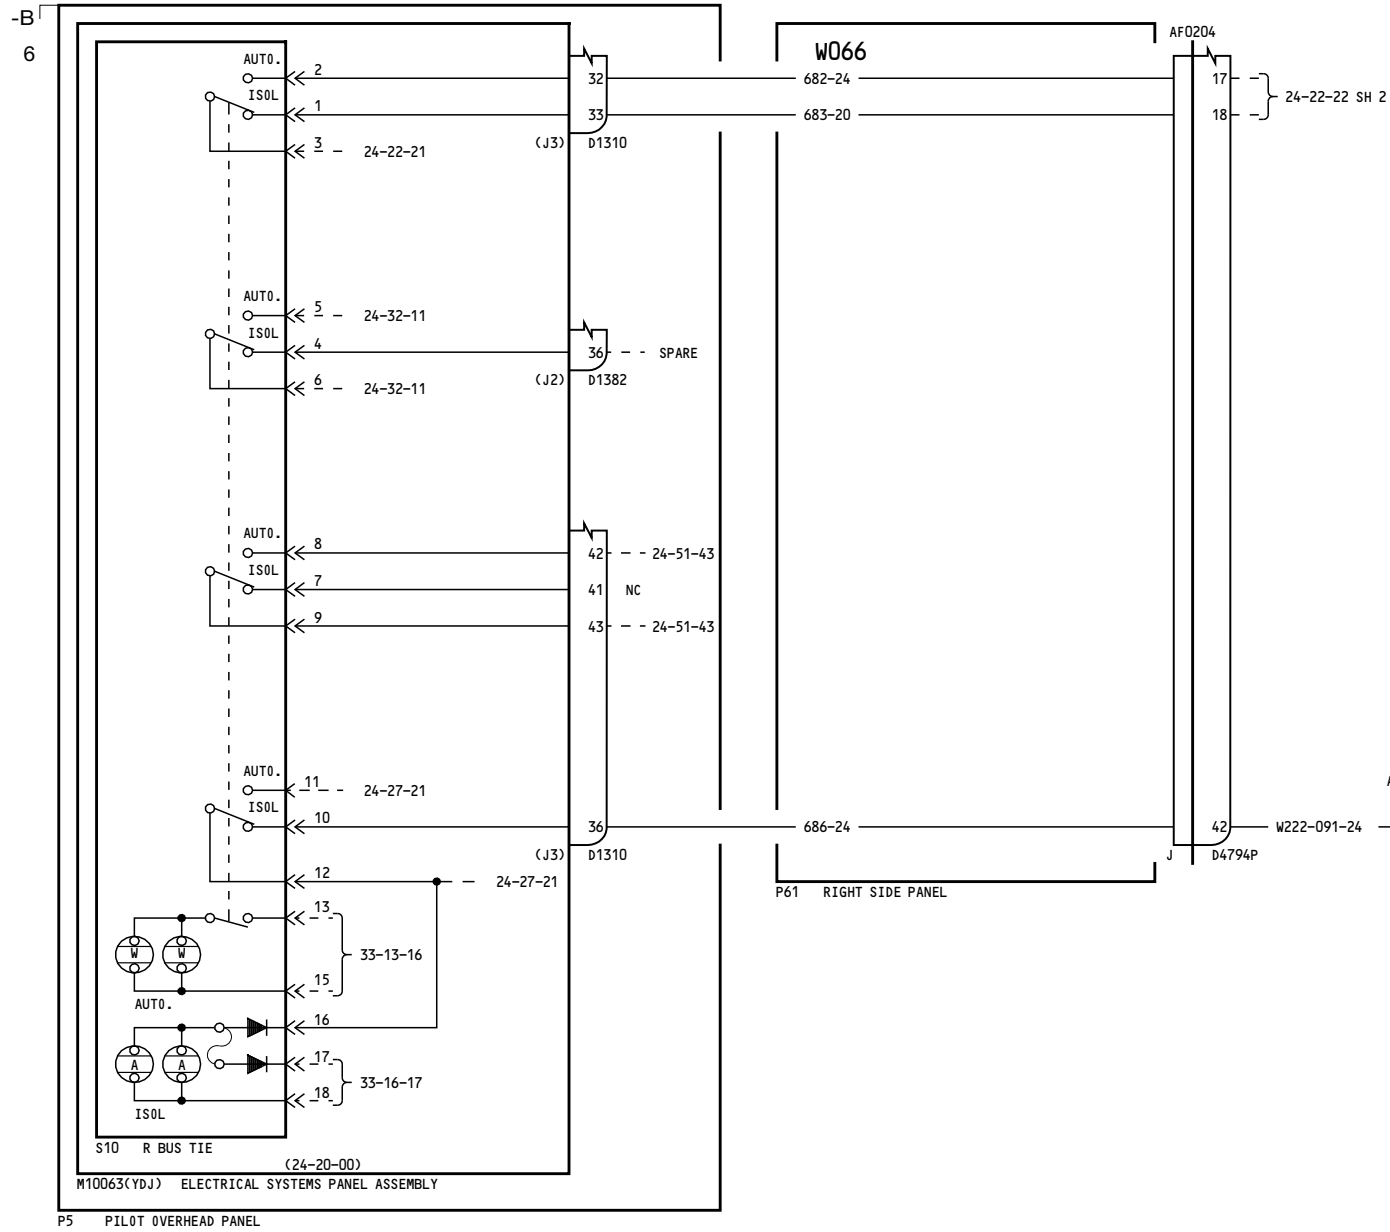 -B
6
AUTO.
2
ISOL
1
3
24-22-21
32
33
(J3)
D1310
W066
682-24
683-20
AF0204
17
18
24-22-22 SH 2
AUTO.
5
24-32-11
ISOL
4
6
24-32-11
36
SPARE
(J2)
D1382
AUTO.
8
ISOL
7
9
42
24-51-43
41
NC
43
24-51-43
AUTO.
11
24-27-21
ISOL
10
36
686-24
42
W222-091-24
(J3)
D1310
J
D4794P
12
24-27-21
P61 RIGHT SIDE PANEL
13
W
W
33-13-16
15
AUTO.
16
A
A
17
33-16-17
18
ISOL
S10 R BUS TIE
(24-20-00)
M10063(YDJ) ELECTRICAL SYSTEMS PANEL ASSEMBLY
P5 PILOT OVERHEAD PANEL